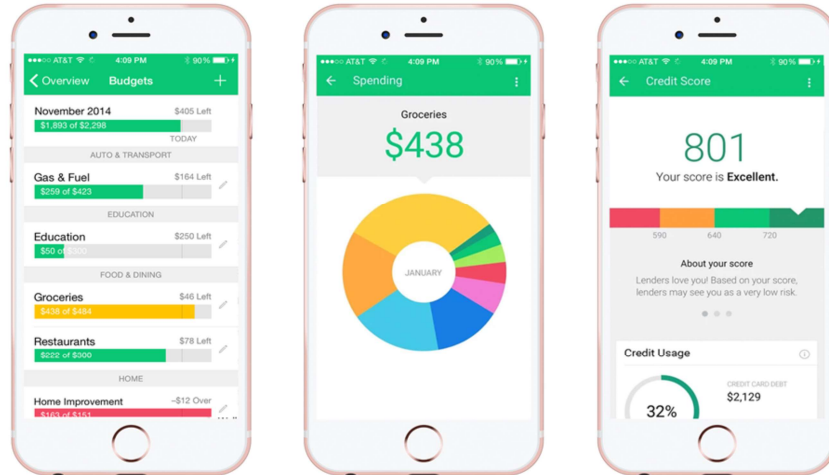 ●●●○○ AT&T 4:09 PM 90%
Overview Budgets +
November 2014 $405 Left
$1,893 of $2,298
TODAY
AUTO & TRANSPORT
Gas & Fuel $164 Left
$259 of $423
EDUCATION
Education $250 Left
$50 of $300
FOOD & DINING
Groceries $46 Left
$438 of $484
Restaurants $78 Left
$222 of $300
HOME
Home Improvement –$12 Over
$163 of $151
●●●○○ AT&T 4:09 PM 90%
Spending
Groceries
$438
JANUARY
●●●○○ AT&T 4:09 PM 90%
Credit Score
801
Your score is Excellent.
590 640 720
About your score
Lenders love you! Based on your score,
lenders may see you as a very low risk.
Credit Usage
32%
CREDIT CARD DEBT
$2,129